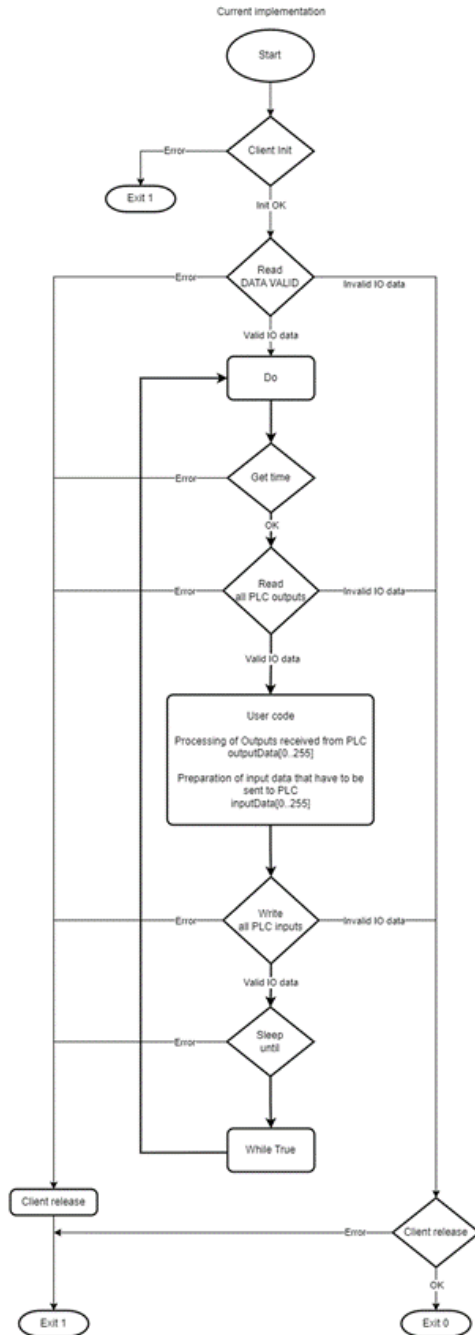 Current implementation
Start
Client Init
Error
Exit 1
Init OK
Read
DATA VALID
Error
Invalid IO data
Valid IO data
Do
Get time
Error
OK
Read
all PLC outputs
Error
Invalid IO data
Valid IO data
User code
Processing of Outputs received from PLC
outputData[0..255]
Preparation of input data that have to be
sent to PLC
inputData[0..255]
Write
all PLC inputs
Error
Invalid IO data
Valid IO data
Sleep
until
Error
While True
Client release
Client release
Error
OK
Exit 1
Exit 0